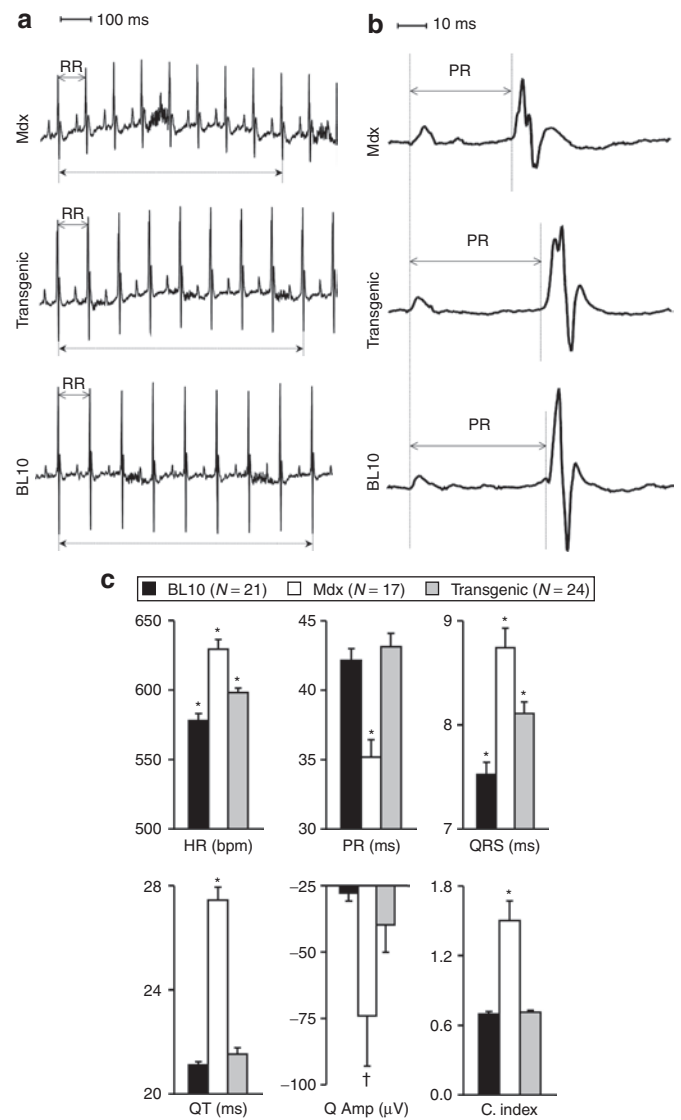 a
100 ms
RR
Mdx
RR
Transgenic
RR
BL10
b
10 ms
PR
Mdx
PR
Transgenic
PR
BL10
c
BL10 (N = 21) Mdx (N = 17) Transgenic (N = 24)
650
600
550
500
*
*
*
HR (bpm)
45
40
35
30
*
PR (ms)
9
8
7
*
*
*
QRS (ms)
28
24
20
*
QT (ms)
−25
−50
−75
−100
†
Q Amp (μV)
1.8
1.2
0.6
0.0
*
C. index